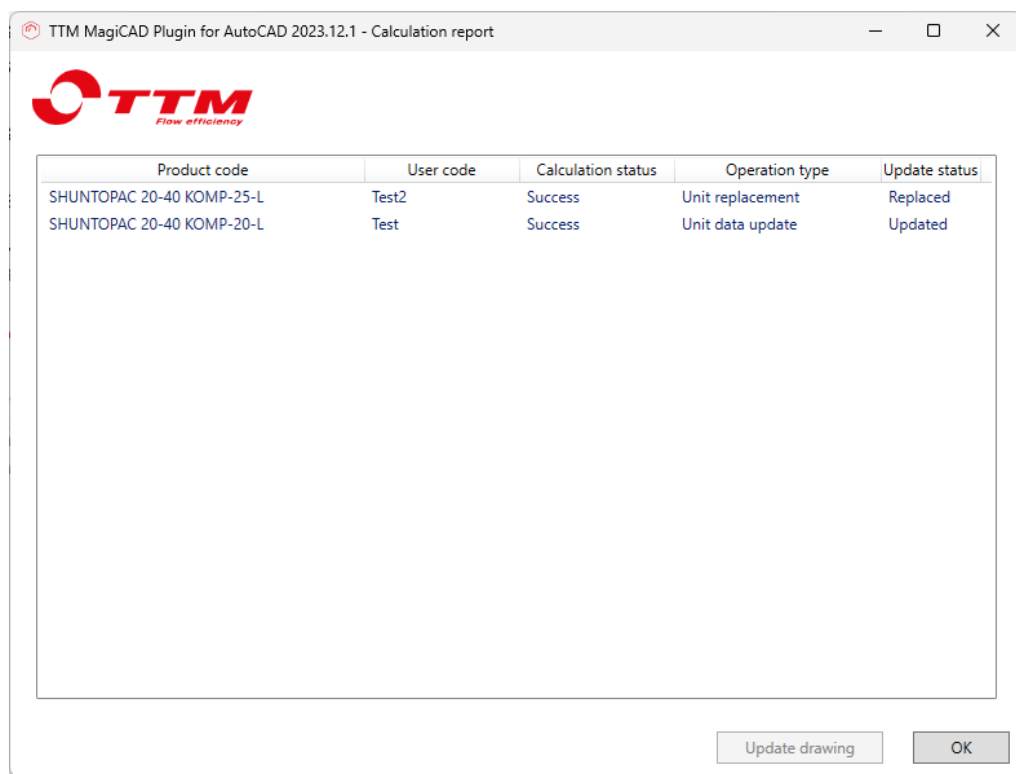 TTM MagiCAD Plugin for AutoCAD 2023.12.1 - Calculation report
TTM
Flow efficiency
Product code User code Calculation status Operation type Update status
SHUNTOPAC 20-40 KOMP-25-L Test2 Success Unit replacement Replaced
SHUNTOPAC 20-40 KOMP-20-L Test Success Unit data update Updated
Update drawing OK